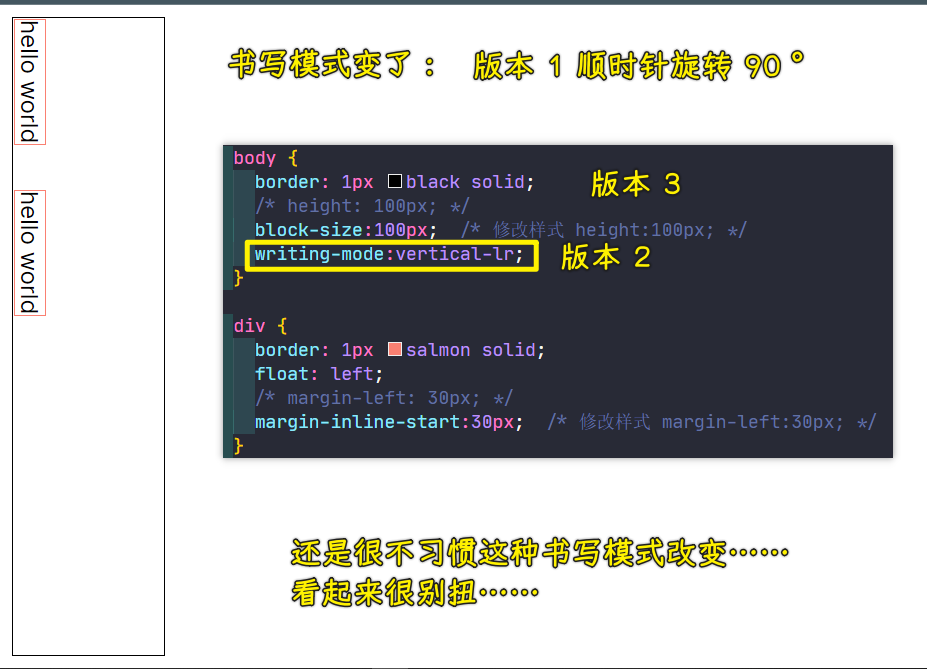 hello world
hello world
书写模式变了： 版本 1 顺时针旋转 90°
body {
border: 1px black solid;
/* height: 100px; */
block-size:100px; /* 修改样式 height:100px; */
writing-mode:vertical-lr;
}
版本 3
版本 2
div {
border: 1px salmon solid;
float: left;
/* margin-left: 30px; */
margin-inline-start:30px; /* 修改样式 margin-left:30px; */
}
还是很不习惯这种书写模式改变……
看起来很别扭……